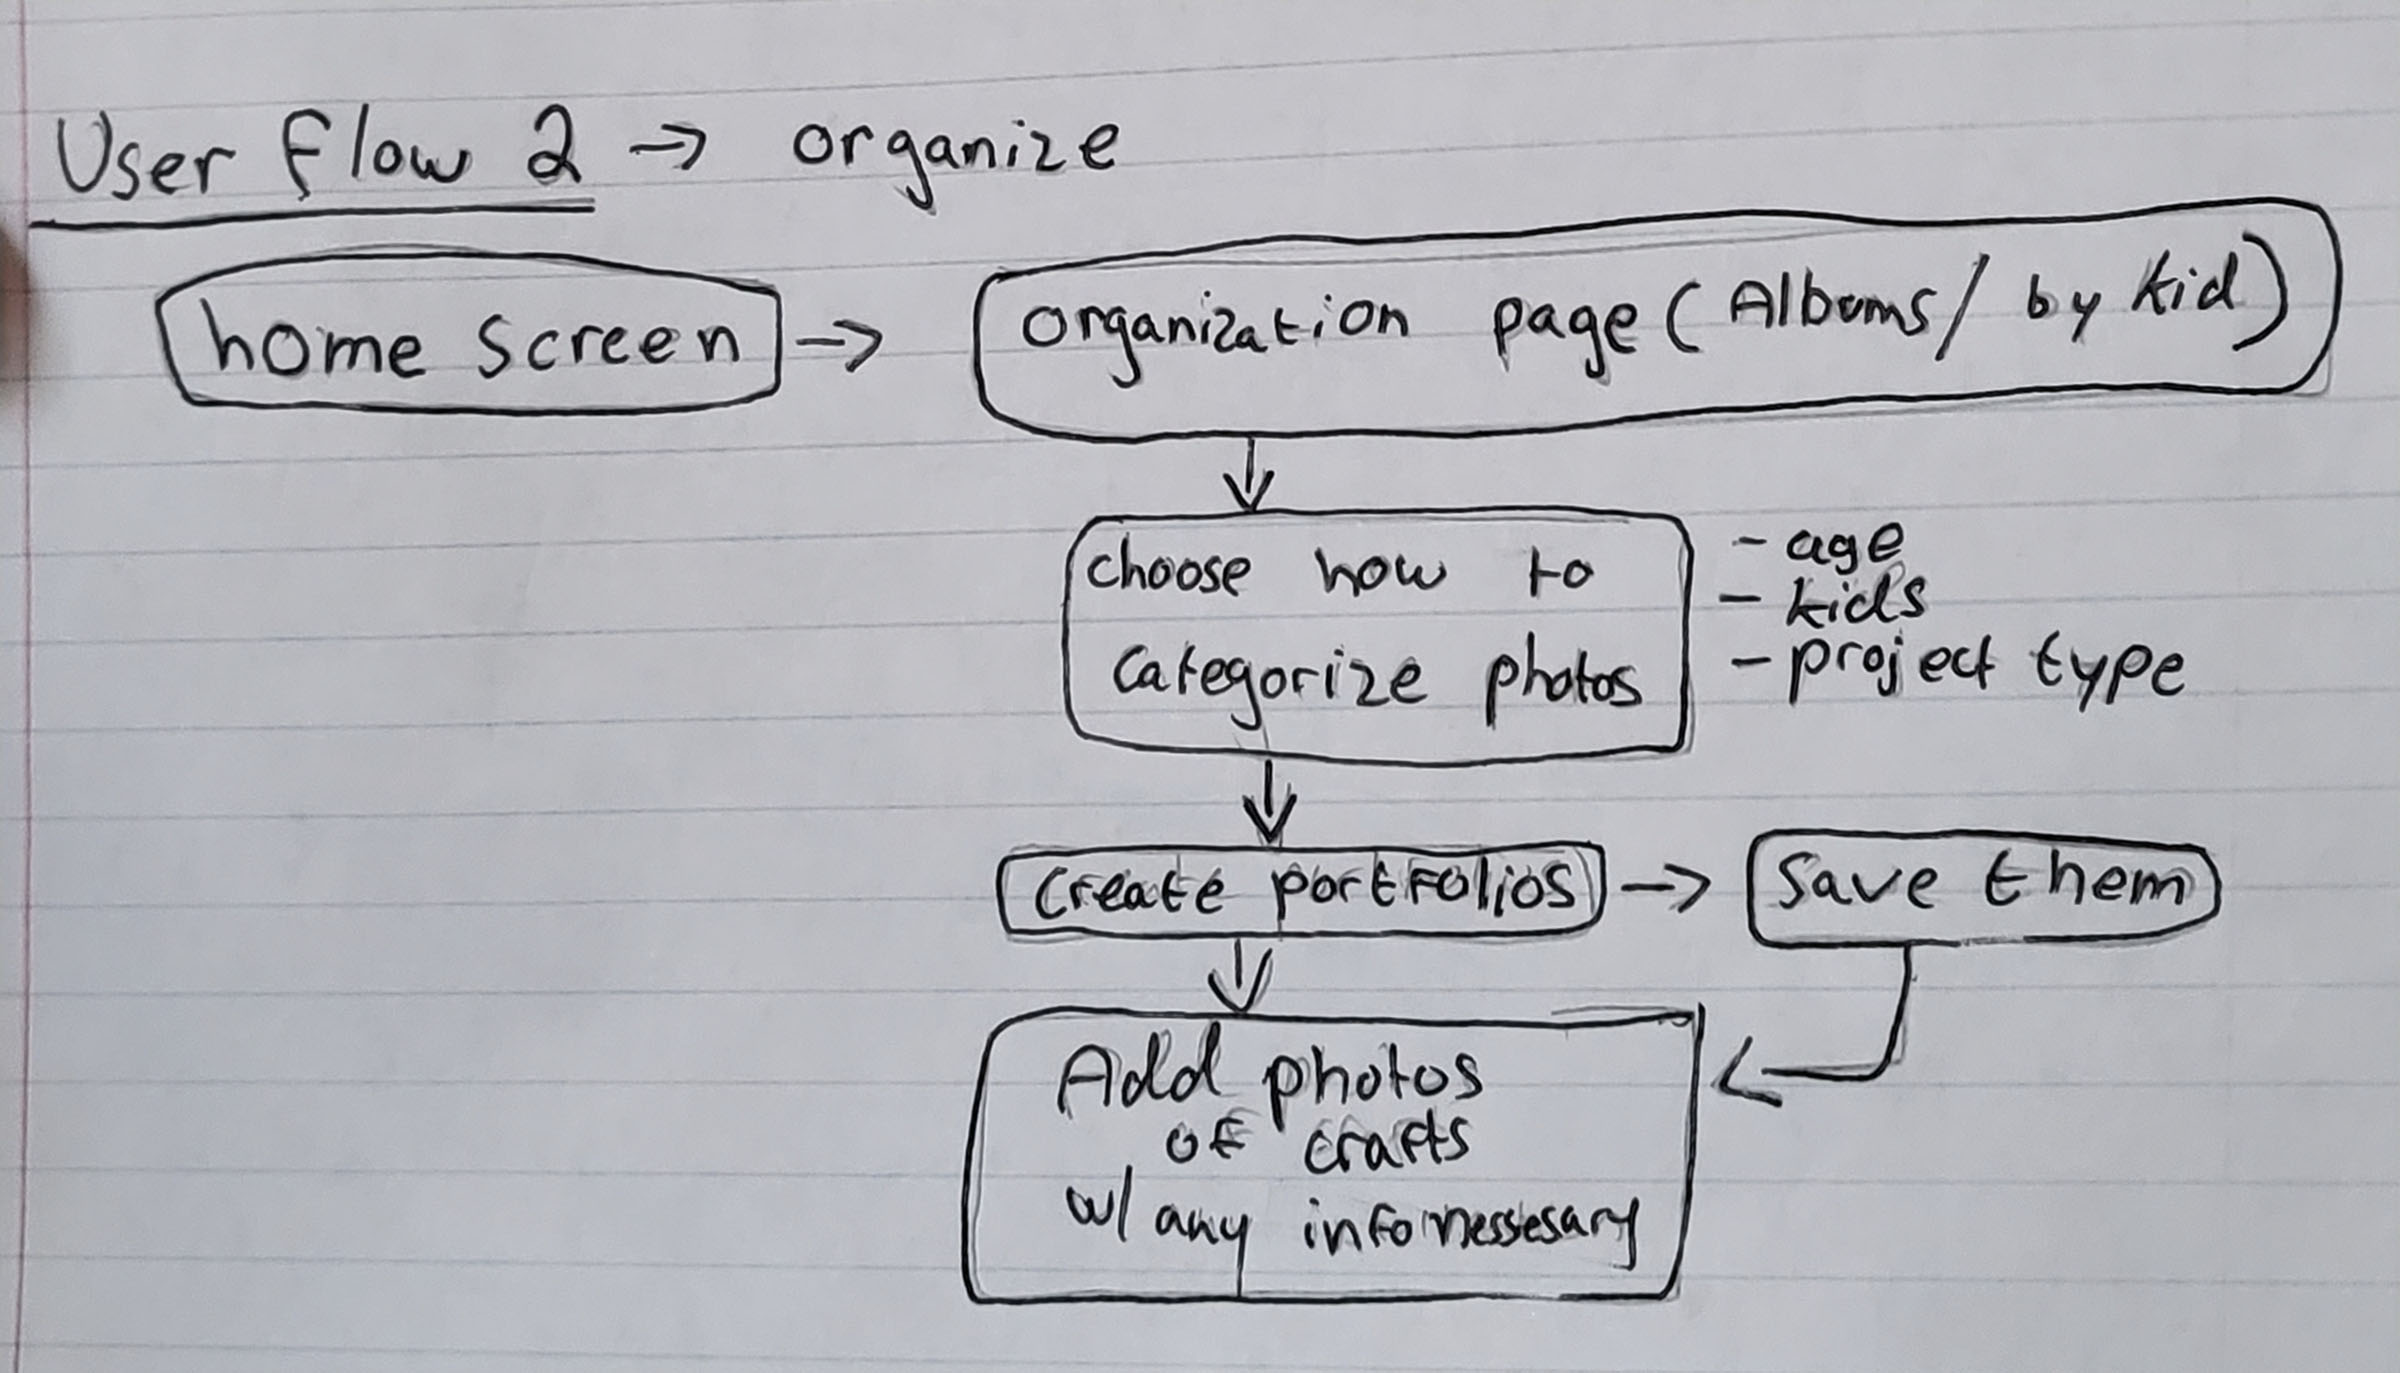 User Flow 2 → organize
home screen → organization page (Albums/ by kid)
choose how to
categorize photos
- age
- kids
- project type
create portfolios → save them
Add photos
of crafts
w/ any info nessesary